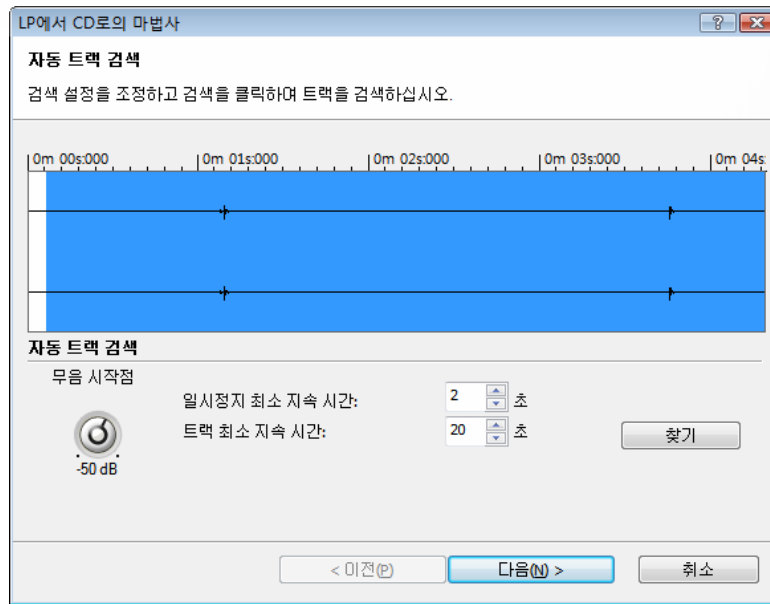 LP에서 CD로의 마법사
자동 트랙 검색
검색 설정을 조정하고 검색을 클릭하여 트랙을 검색하십시오.
0m 00s:000 0m 01s:000 0m 02s:000 0m 03s:000 0m 04s:
자동 트랙 검색
무음 시작점
일시정지 최소 지속 시간: 2 초
트랙 최소 지속 시간: 20 초
찾기
-50 dB
< 이전(P) 다음(N) > 취소